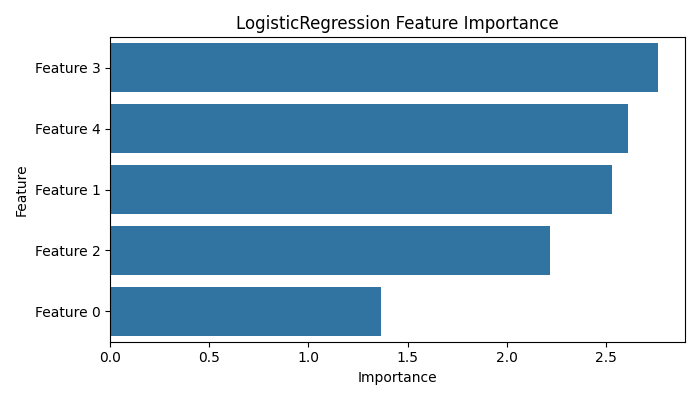 LogisticRegression Feature Importance
Feature 3
Feature 4
Feature 1
Feature 2
Feature 0
Feature
0.0 0.5 1.0 1.5 2.0 2.5
Importance